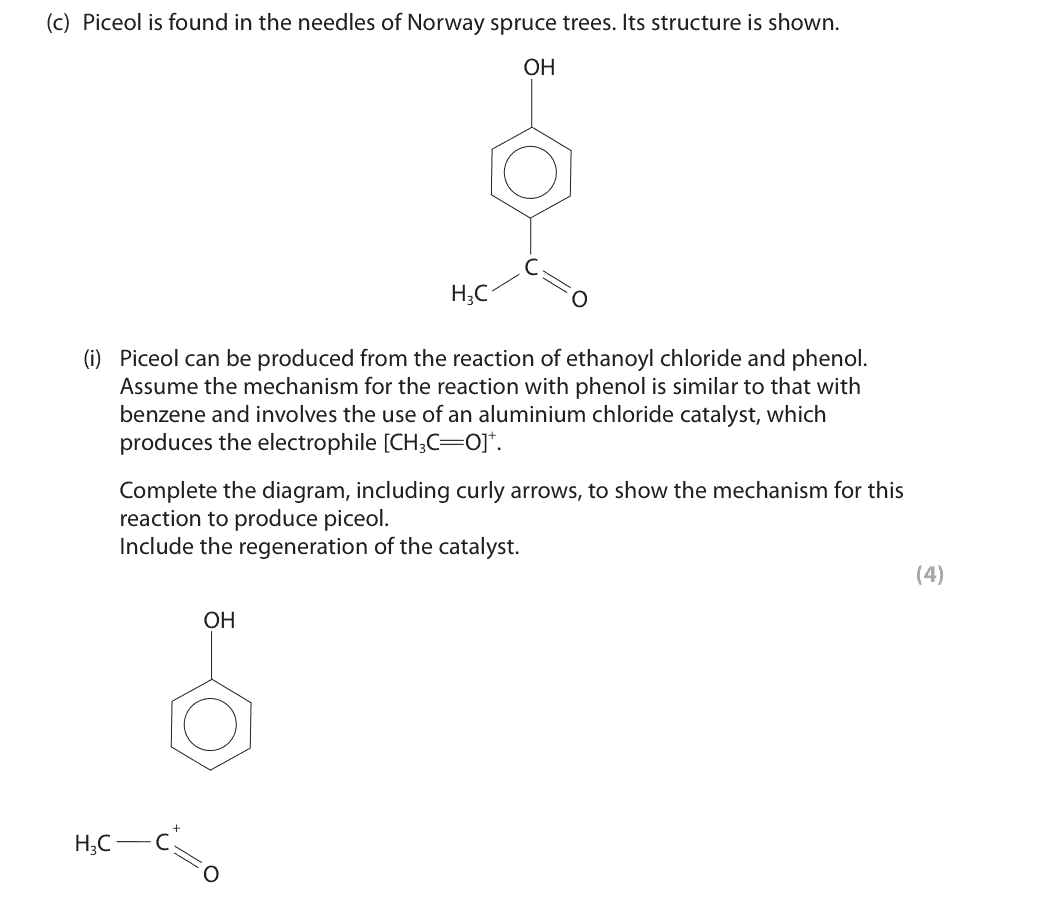 (c) Piceol is found in the needles of Norway spruce trees. Its structure is shown.
OH
C
H₃C
O
(i) Piceol can be produced from the reaction of ethanoyl chloride and phenol.
Assume the mechanism for the reaction with phenol is similar to that with
benzene and involves the use of an aluminium chloride catalyst, which
produces the electrophile [CH₃C=O]⁺.
Complete the diagram, including curly arrows, to show the mechanism for this
reaction to produce piceol.
Include the regeneration of the catalyst.
(4)
OH
H₃C—C⁺
O